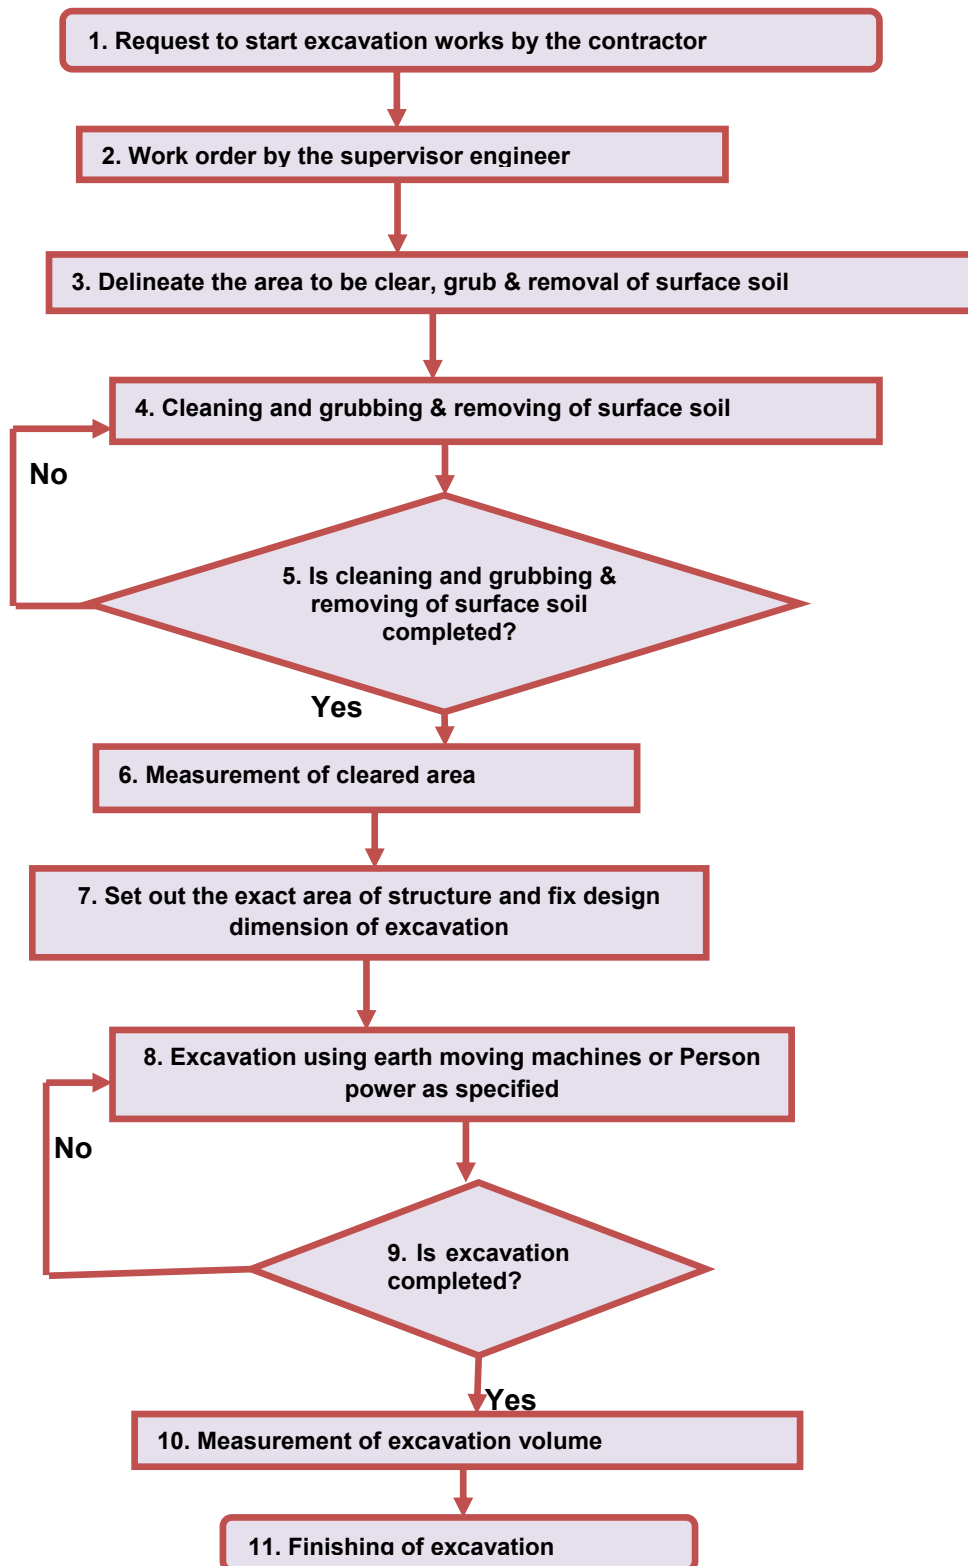 1. Request to start excavation works by the contractor
2. Work order by the supervisor engineer
3. Delineate the area to be clear, grub & removal of surface soil
4. Cleaning and grubbing & removing of surface soil
No
5. Is cleaning and grubbing &
removing of surface soil
completed?
Yes
6. Measurement of cleared area
7. Set out the exact area of structure and fix design
dimension of excavation
8. Excavation using earth moving machines or Person
power as specified
No
9. Is excavation
completed?
Yes
10. Measurement of excavation volume
11. Finishing of excavation